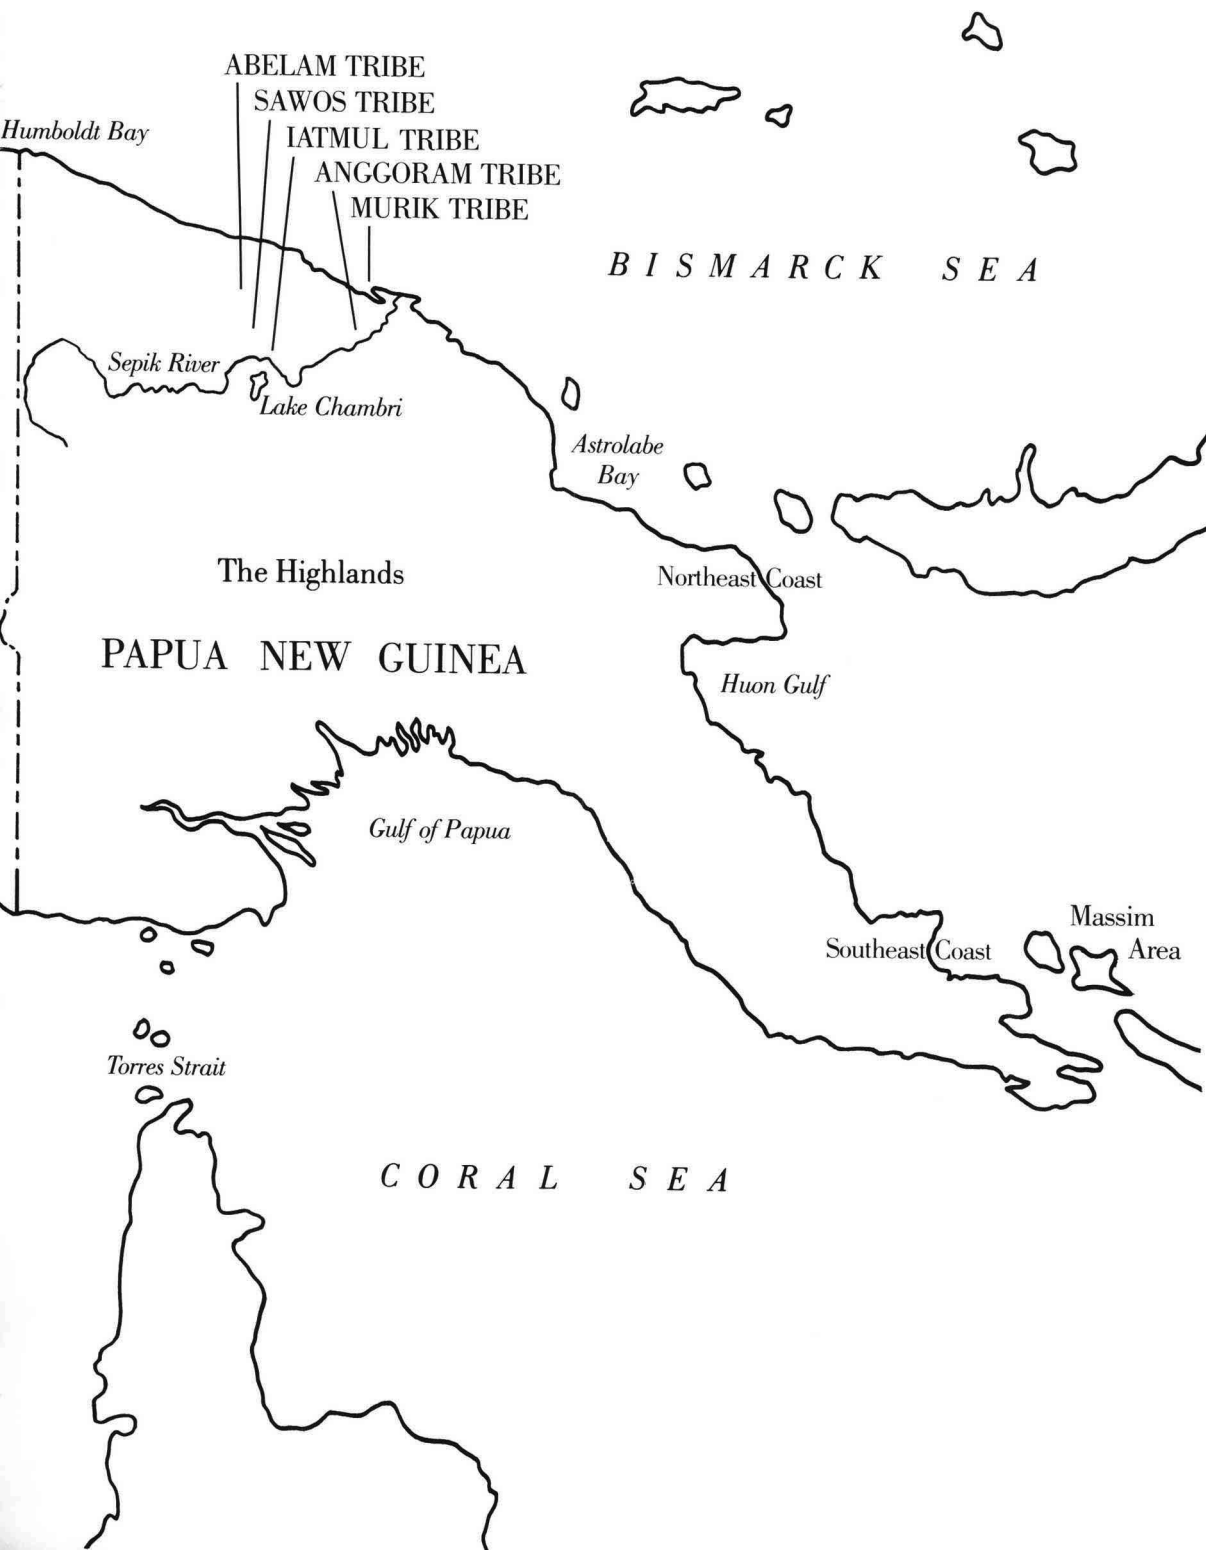 ABELAM TRIBE
SAWOS TRIBE
Humboldt Bay
IATMUL TRIBE
ANGGORAM TRIBE
MURIK TRIBE
BISMARCK SEA
Sepik River
Lake Chambri
Astrolabe
Bay
The Highlands
Northeast Coast
PAPUA NEW GUINEA
Huon Gulf
Gulf of Papua
Massim
Area
Southeast Coast
Torres Strait
CORAL SEA